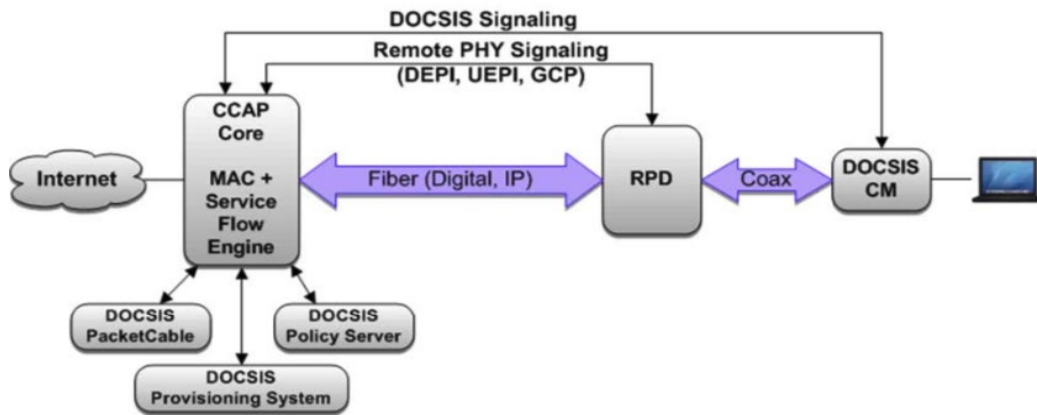 DOCSIS Signaling
Remote PHY Signaling
(DEPI, UEPI, GCP)
CCAP
Core
MAC +
Service
Flow
Engine
Internet
Fiber (Digital, IP)
RPD
Coax
DOCSIS
CM
DOCSIS
PacketCable
DOCSIS
Policy Server
DOCSIS
Provisioning System